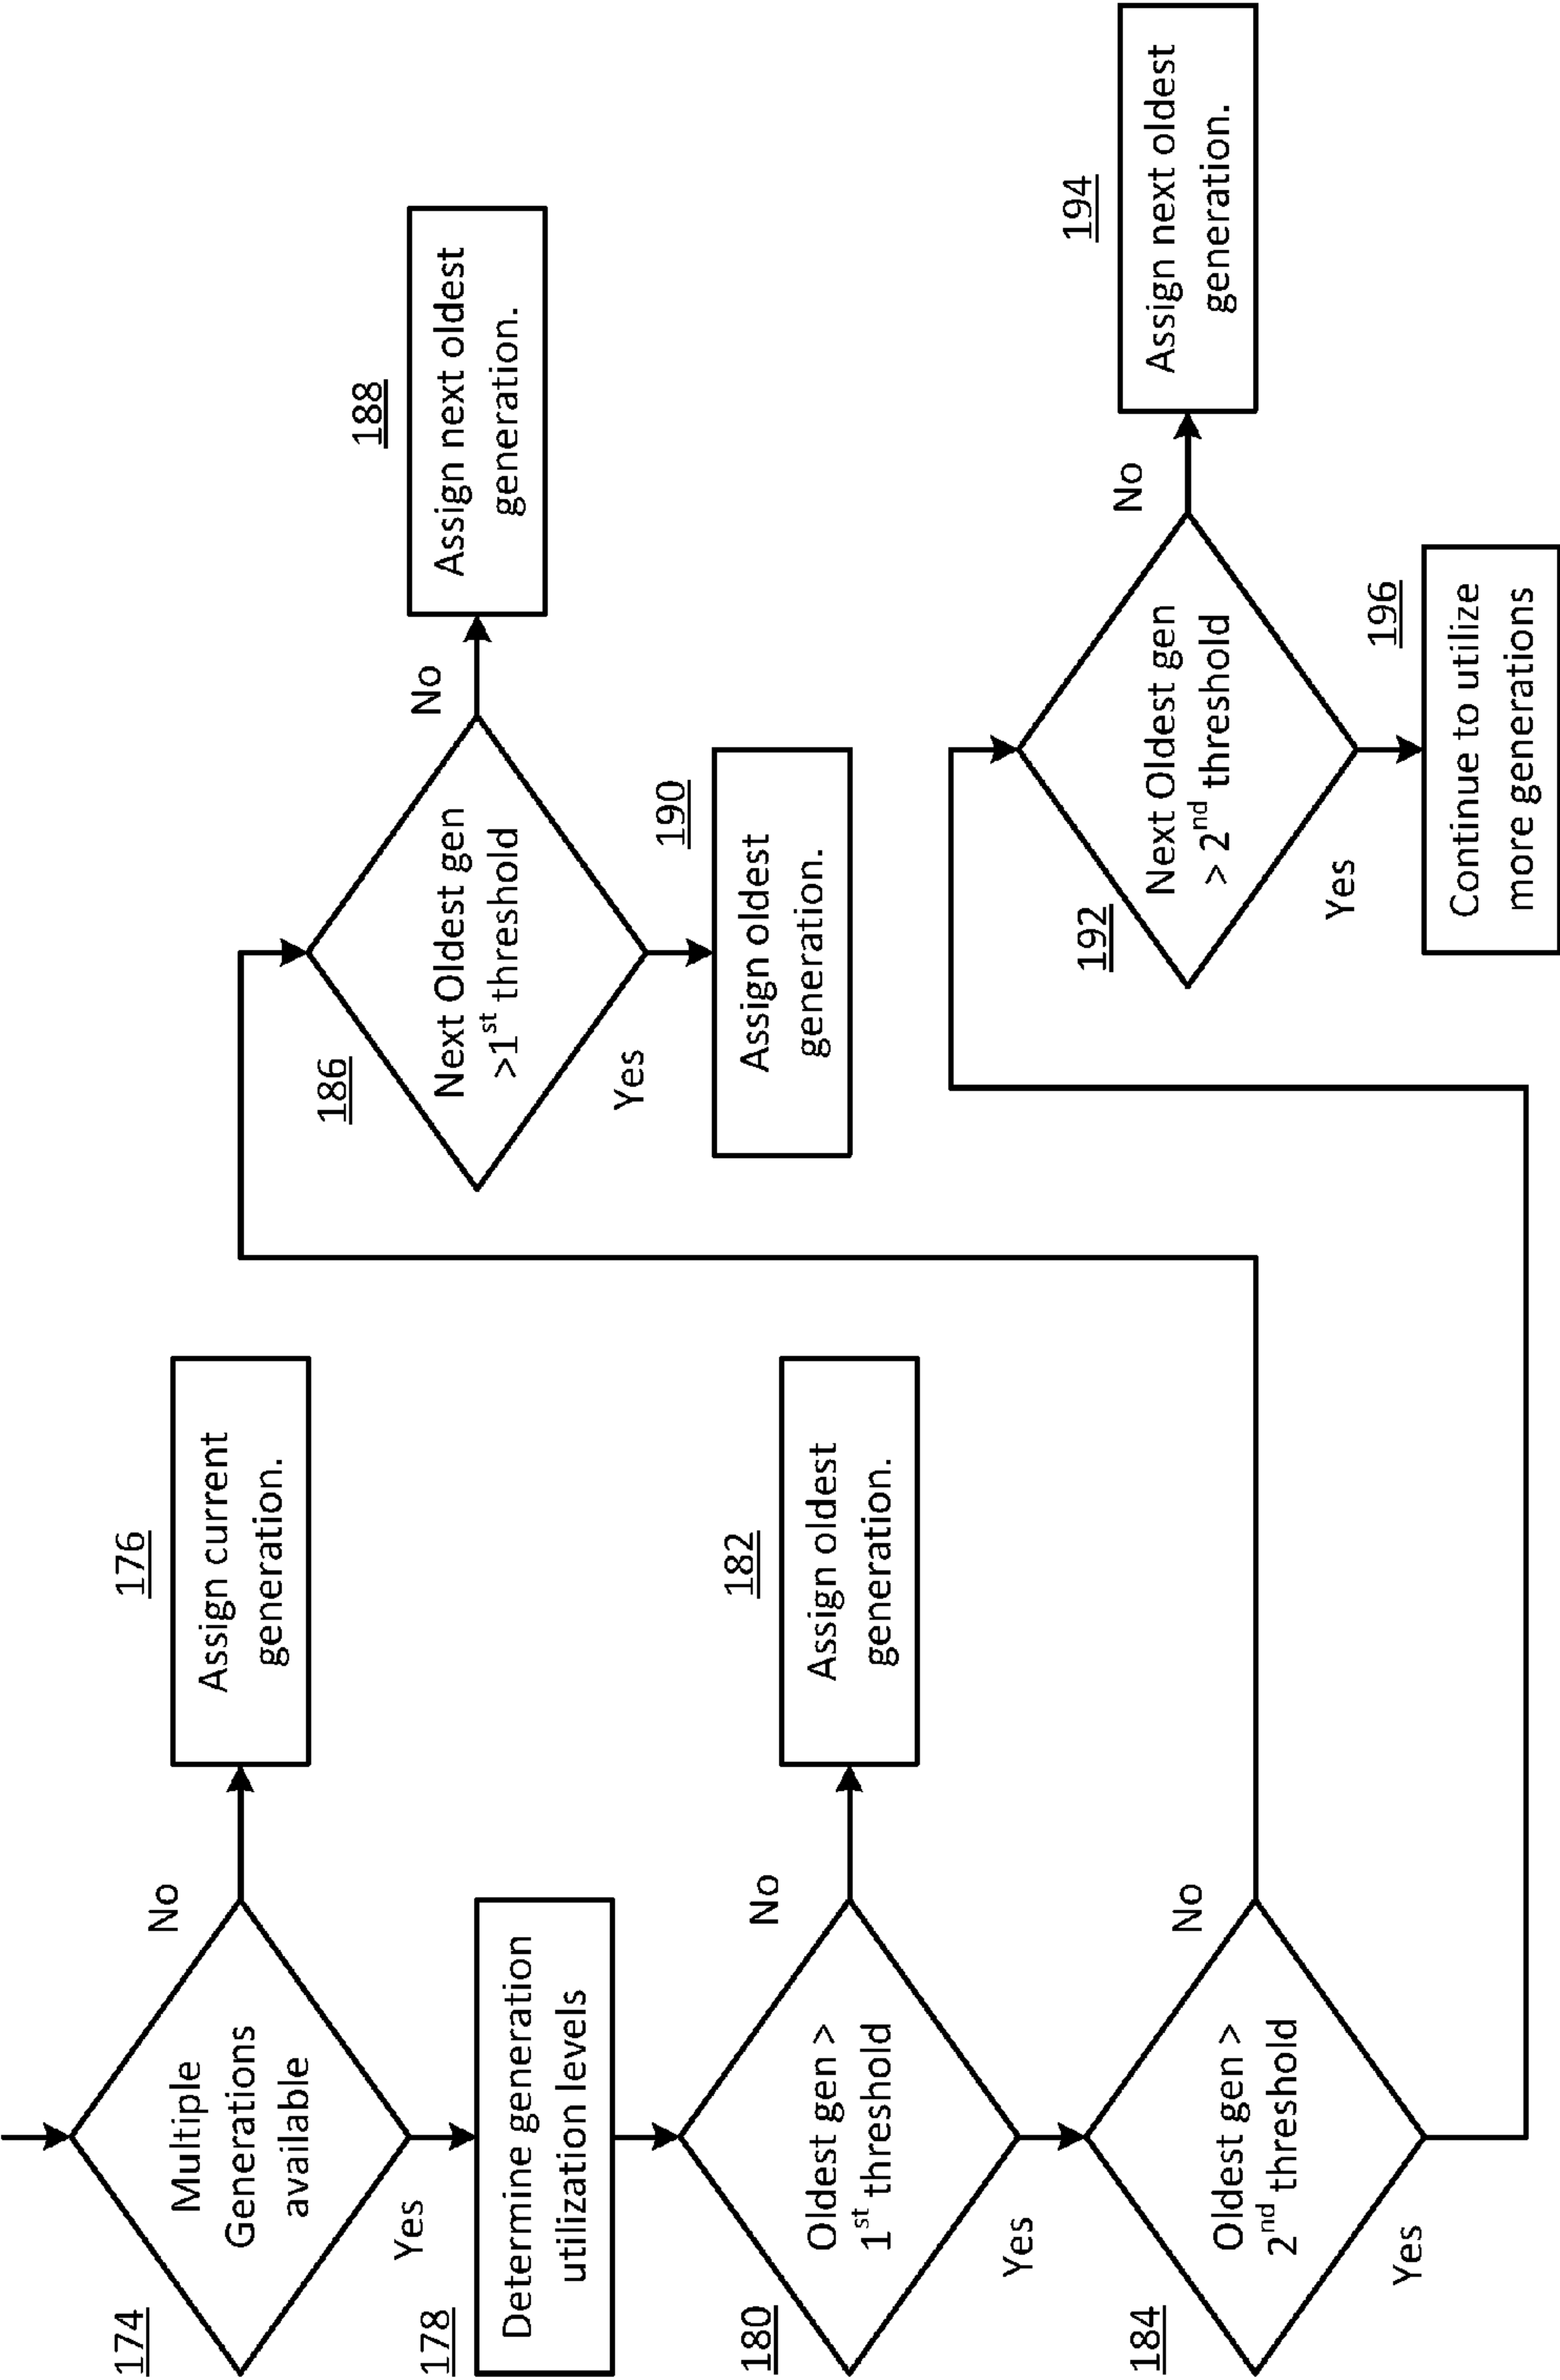 174
Multiple
Generations
available
No
Yes
176
Assign current
generation.
178
Determine generation
utilization levels
180
Oldest gen >
1st threshold
No
Yes
182
Assign oldest
generation.
184
Oldest gen >
2nd threshold
No
Yes
186
Next Oldest gen
>1st threshold
No
Yes
188
Assign next oldest
generation.
190
Assign oldest
generation.
192
Next Oldest gen
> 2nd threshold
No
Yes
194
Assign next oldest
generation.
196
Continue to utilize
more generations